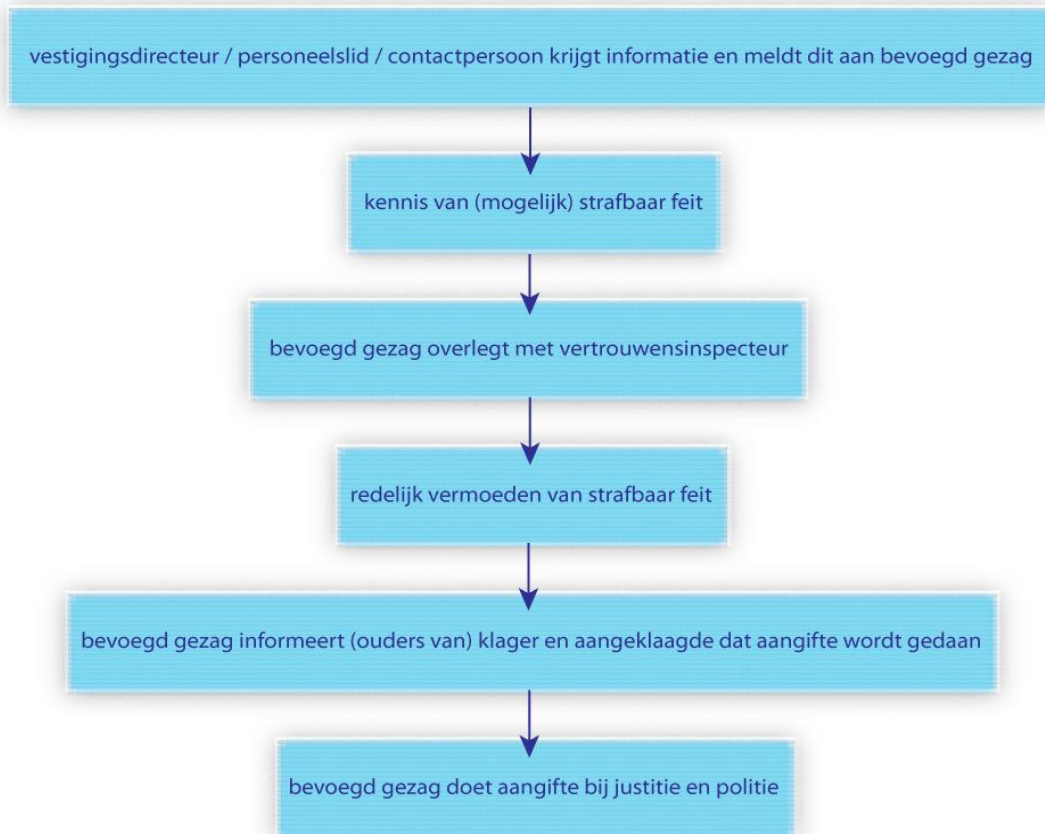 vestigingsdirecteur / personeelslid / contactpersoon krijgt informatie en meldt dit aan bevoegd gezag
kennis van (mogelijk) strafbaar feit
bevoegd gezag overlegt met vertrouwensinspecteur
redelijk vermoeden van strafbaar feit
bevoegd gezag informeert (ouders van) klager en aangeklaagde dat aangifte wordt gedaan
bevoegd gezag doet aangifte bij justitie en politie